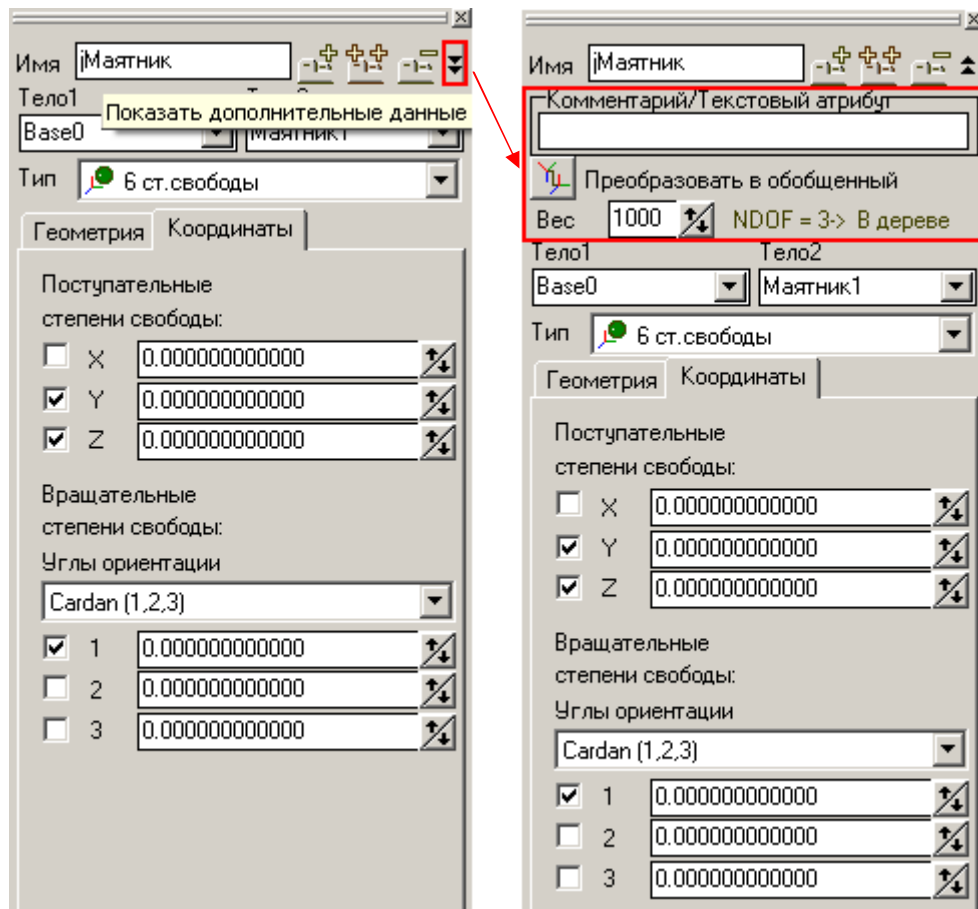 Имя jМаятник
Тело1
Показать дополнительные данные
Base0 Маятник1
Тип 6 ст.свободы
Геометрия Координаты
Поступательные
степени свободы:
X 0.000000000000
Y 0.000000000000
Z 0.000000000000
Вращательные
степени свободы:
Углы ориентации
Cardan (1,2,3)
1 0.000000000000
2 0.000000000000
3 0.000000000000
Имя jМаятник
Комментарий/Текстовый атрибут
Преобразовать в обобщенный
Вес 1000 NDOF = 3-> В дереве
Тело1 Тело2
Base0 Маятник1
Тип 6 ст.свободы
Геометрия Координаты
Поступательные
степени свободы:
X 0.000000000000
Y 0.000000000000
Z 0.000000000000
Вращательные
степени свободы:
Углы ориентации
Cardan (1,2,3)
1 0.000000000000
2 0.000000000000
3 0.000000000000